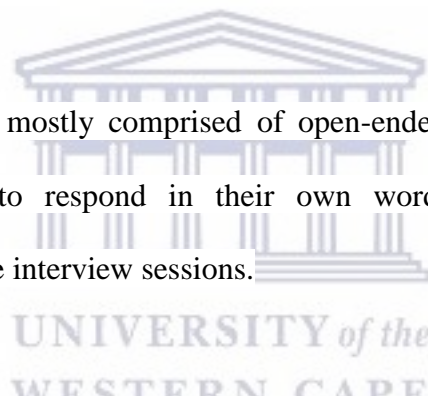 mostly comprised of open-ende
to respond in their own word
e interview sessions.
UNIVERSITY of the
WESTERN CAPE